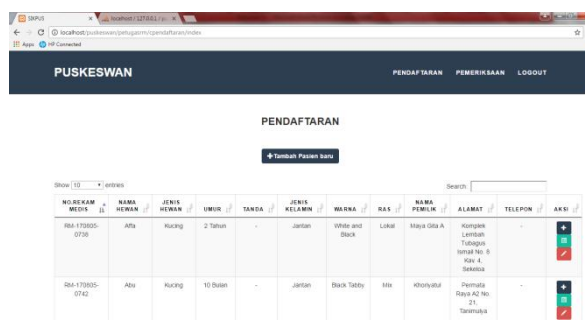 SIXPUS
localhost / 127.0.0.1 /
localhost/puskeswan/petugasrm/cpendaftaran/index
Apps HP Connected
PUSKESWAN
PENDAFTARAN PEMERIKSAAN LOGOUT
PENDAFTARAN
+Tambah Pasien baru
Show 10 entries
Search:
NO.REKAM MEDIS NAMA HEWAN JENIS HEWAN UMUR TANDA JENIS KELAMIN WARNA RAS NAMA PEMILIK ALAMAT TELEPON AKSI
RM-170805-0736 Affa Kucing 2 Tahun - Jantan White and Black Lokal Maya Gita A Komplek Lembah Tubagus Ismail No. 8 Kav. 4, Sekeloa -
RM-170805-0742 Abu Kucing 10 Bulan - Jantan Black Tabby Mix Khoriyatul Permata Raya A2 No. 21, Tanimulya -